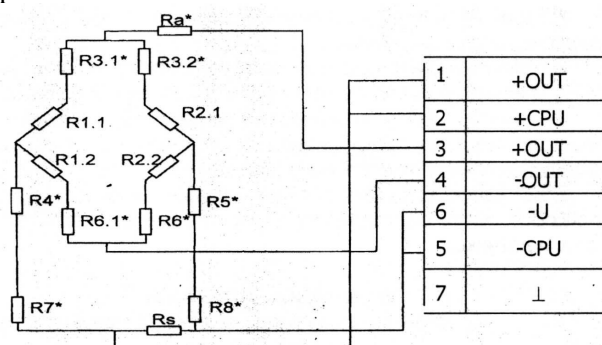 Ra*
R3.1* R3.2*
R1.1 R2.1
R1.2 R2.2
R4* R5*
R6.1* R6*
R7* Rs R8*
1 +OUT
2 +CPU
3 +OUT
4 -OUT
6 -U
5 -CPU
7 ⊥